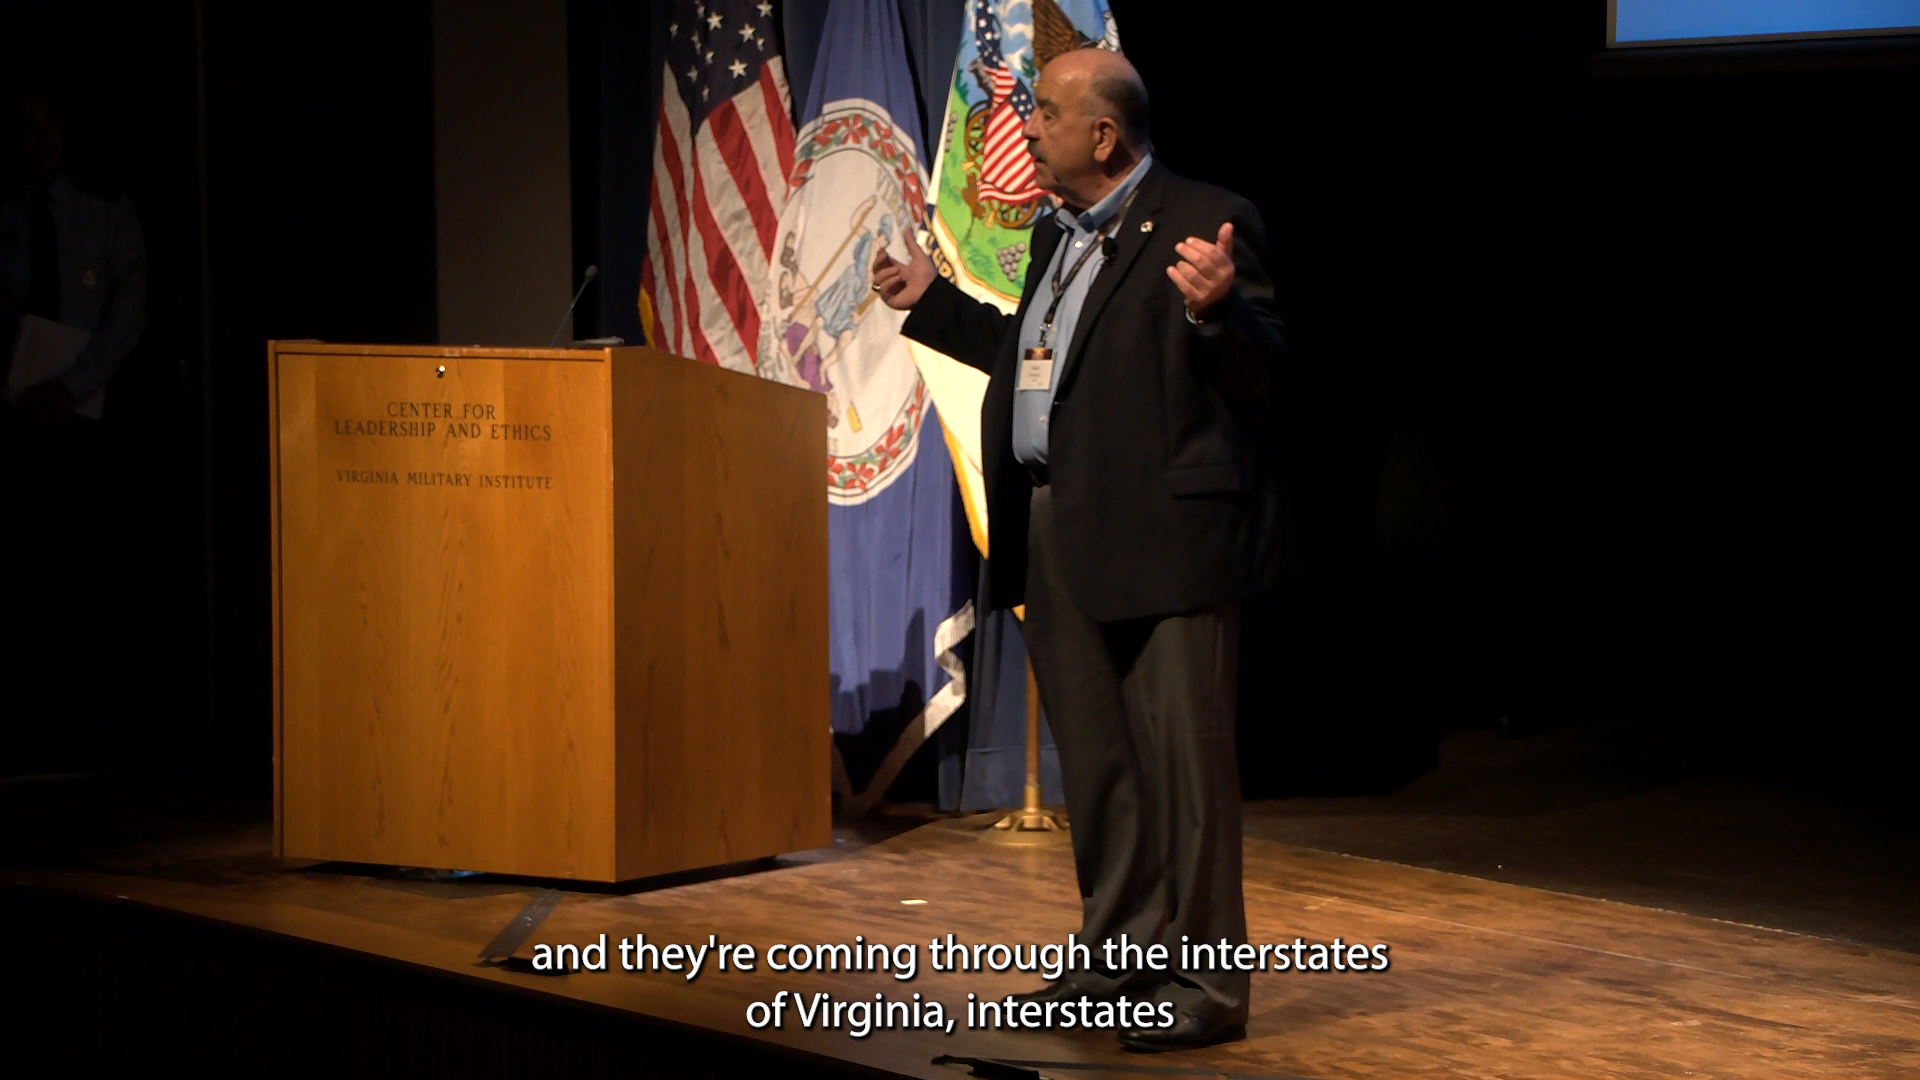 CENTER FOR
LEADERSHIP AND ETHICS
VIRGINIA MILITARY INSTITUTE
and they're coming through the interstates
of Virginia, interstates